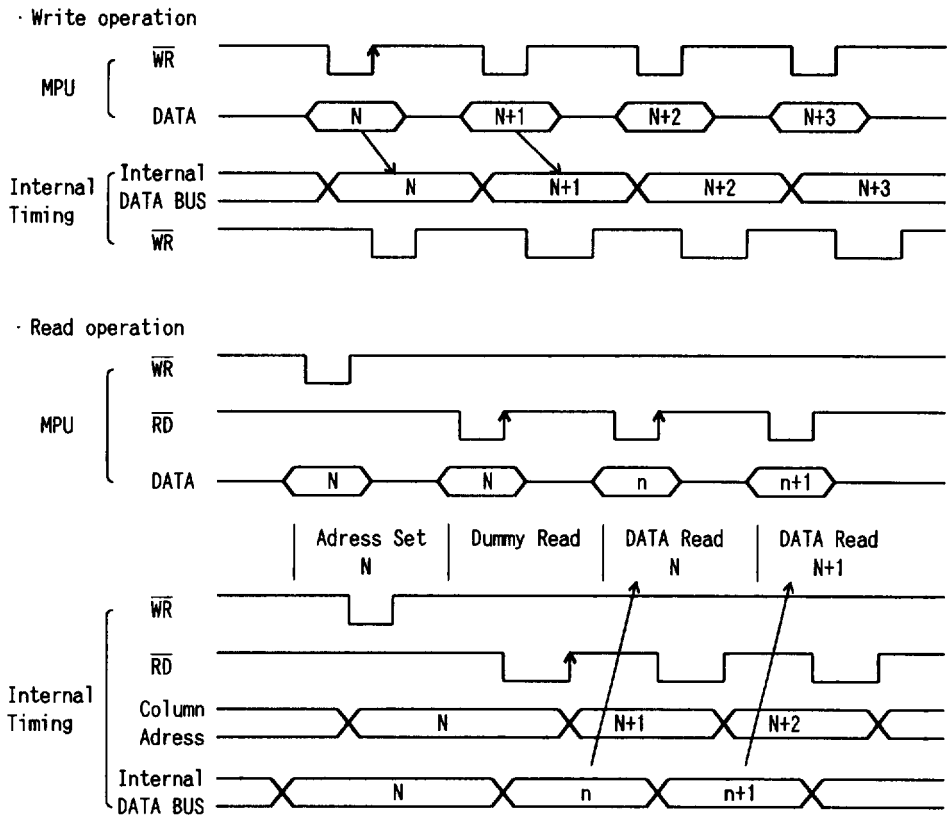 · Write operation
MPU
WR
DATA N N+1 N+2 N+3
Internal Timing
Internal DATA BUS N N+1 N+2 N+3
WR
· Read operation
MPU
WR
RD
DATA N N n n+1
Adress Set N
Dummy Read
DATA Read N
DATA Read N+1
Internal Timing
WR
RD
Column Adress N N+1 N+2
Internal DATA BUS N n n+1